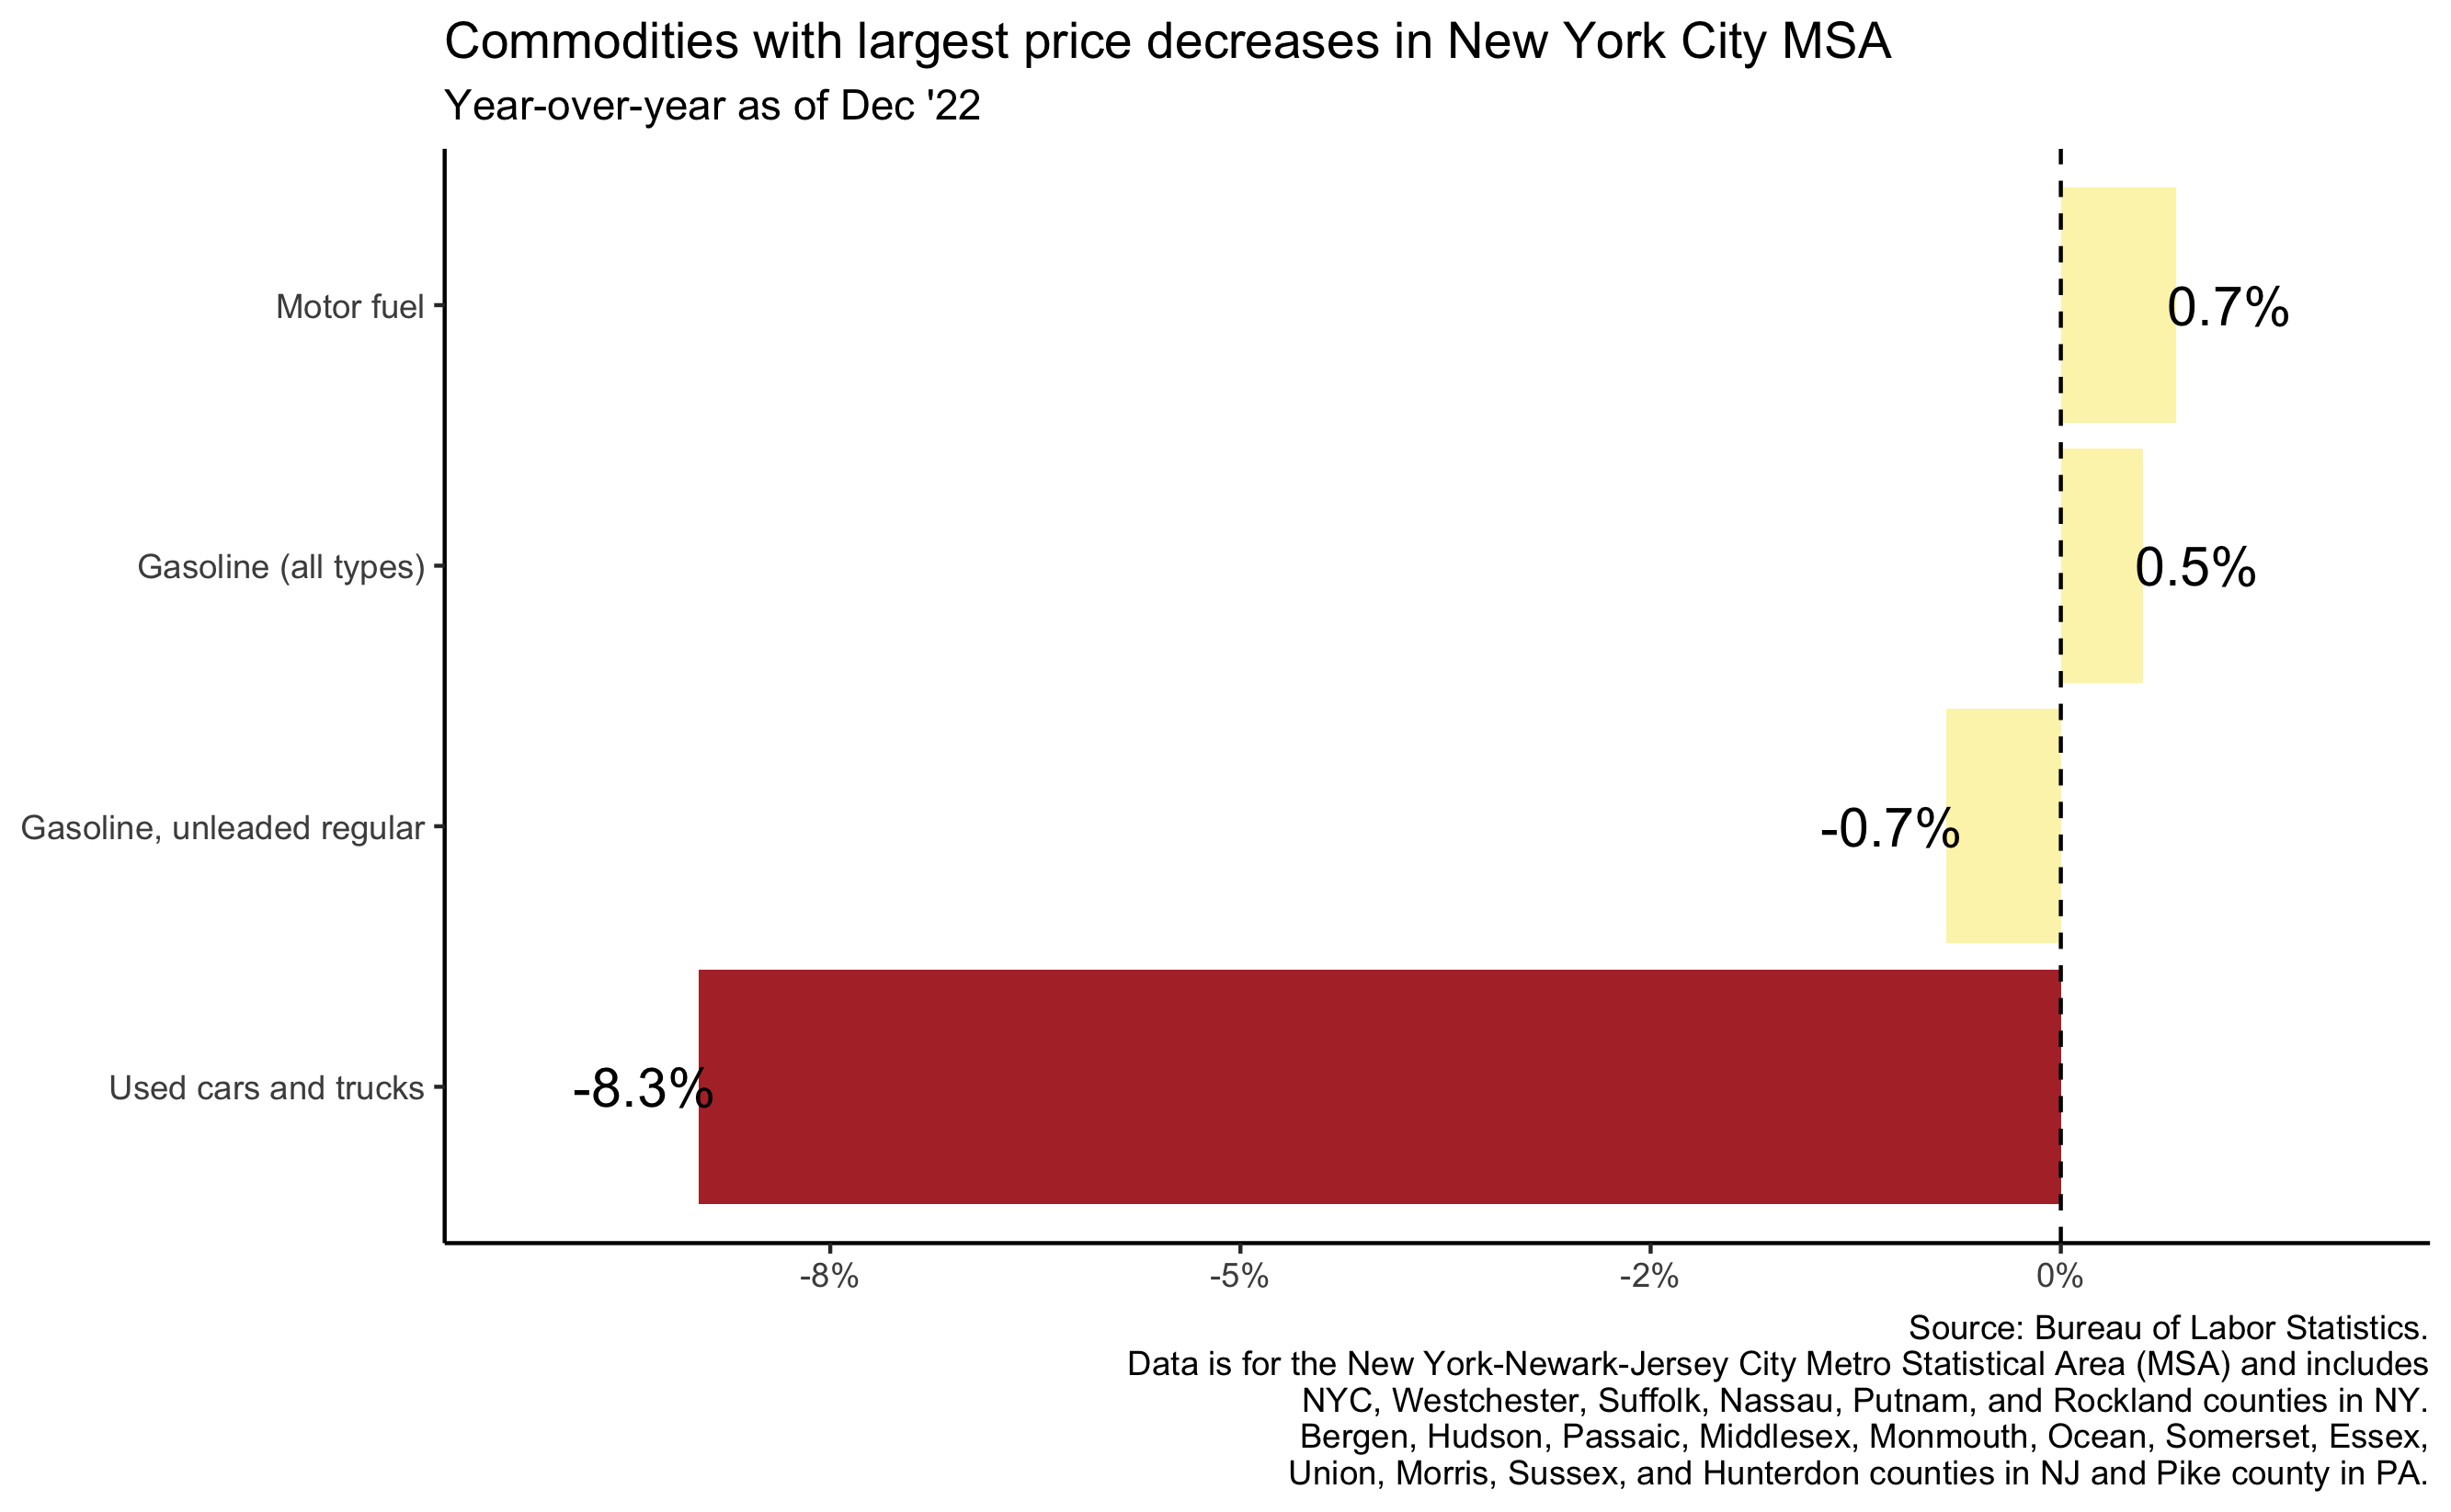 Commodities with largest price decreases in New York City MSA
Year-over-year as of Dec '22
Motor fuel
0.7%
Gasoline (all types)
0.5%
Gasoline, unleaded regular
-0.7%
Used cars and trucks
-8.3%
-8%
-5%
-2%
0%
Source: Bureau of Labor Statistics.
Data is for the New York-Newark-Jersey City Metro Statistical Area (MSA) and includes
NYC, Westchester, Suffolk, Nassau, Putnam, and Rockland counties in NY.
Bergen, Hudson, Passaic, Middlesex, Monmouth, Ocean, Somerset, Essex,
Union, Morris, Sussex, and Hunterdon counties in NJ and Pike county in PA.